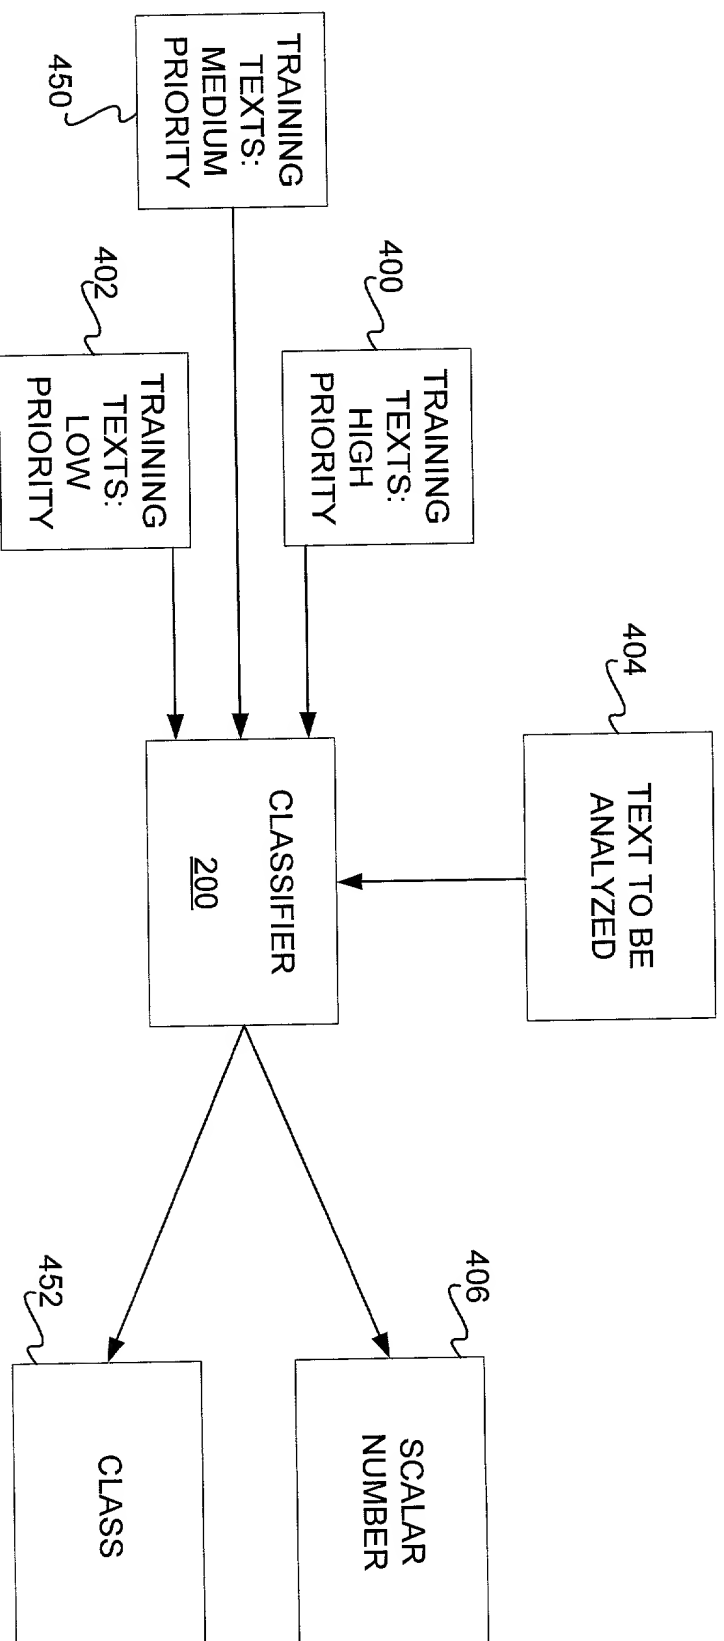 404
TEXT TO BE
ANALYZED
400
TRAINING
TEXTS:
HIGH
PRIORITY
450
TRAINING
TEXTS:
MEDIUM
PRIORITY
402
TRAINING
TEXTS:
LOW
PRIORITY
CLASSIFIER
200
406
SCALAR
NUMBER
452
CLASS